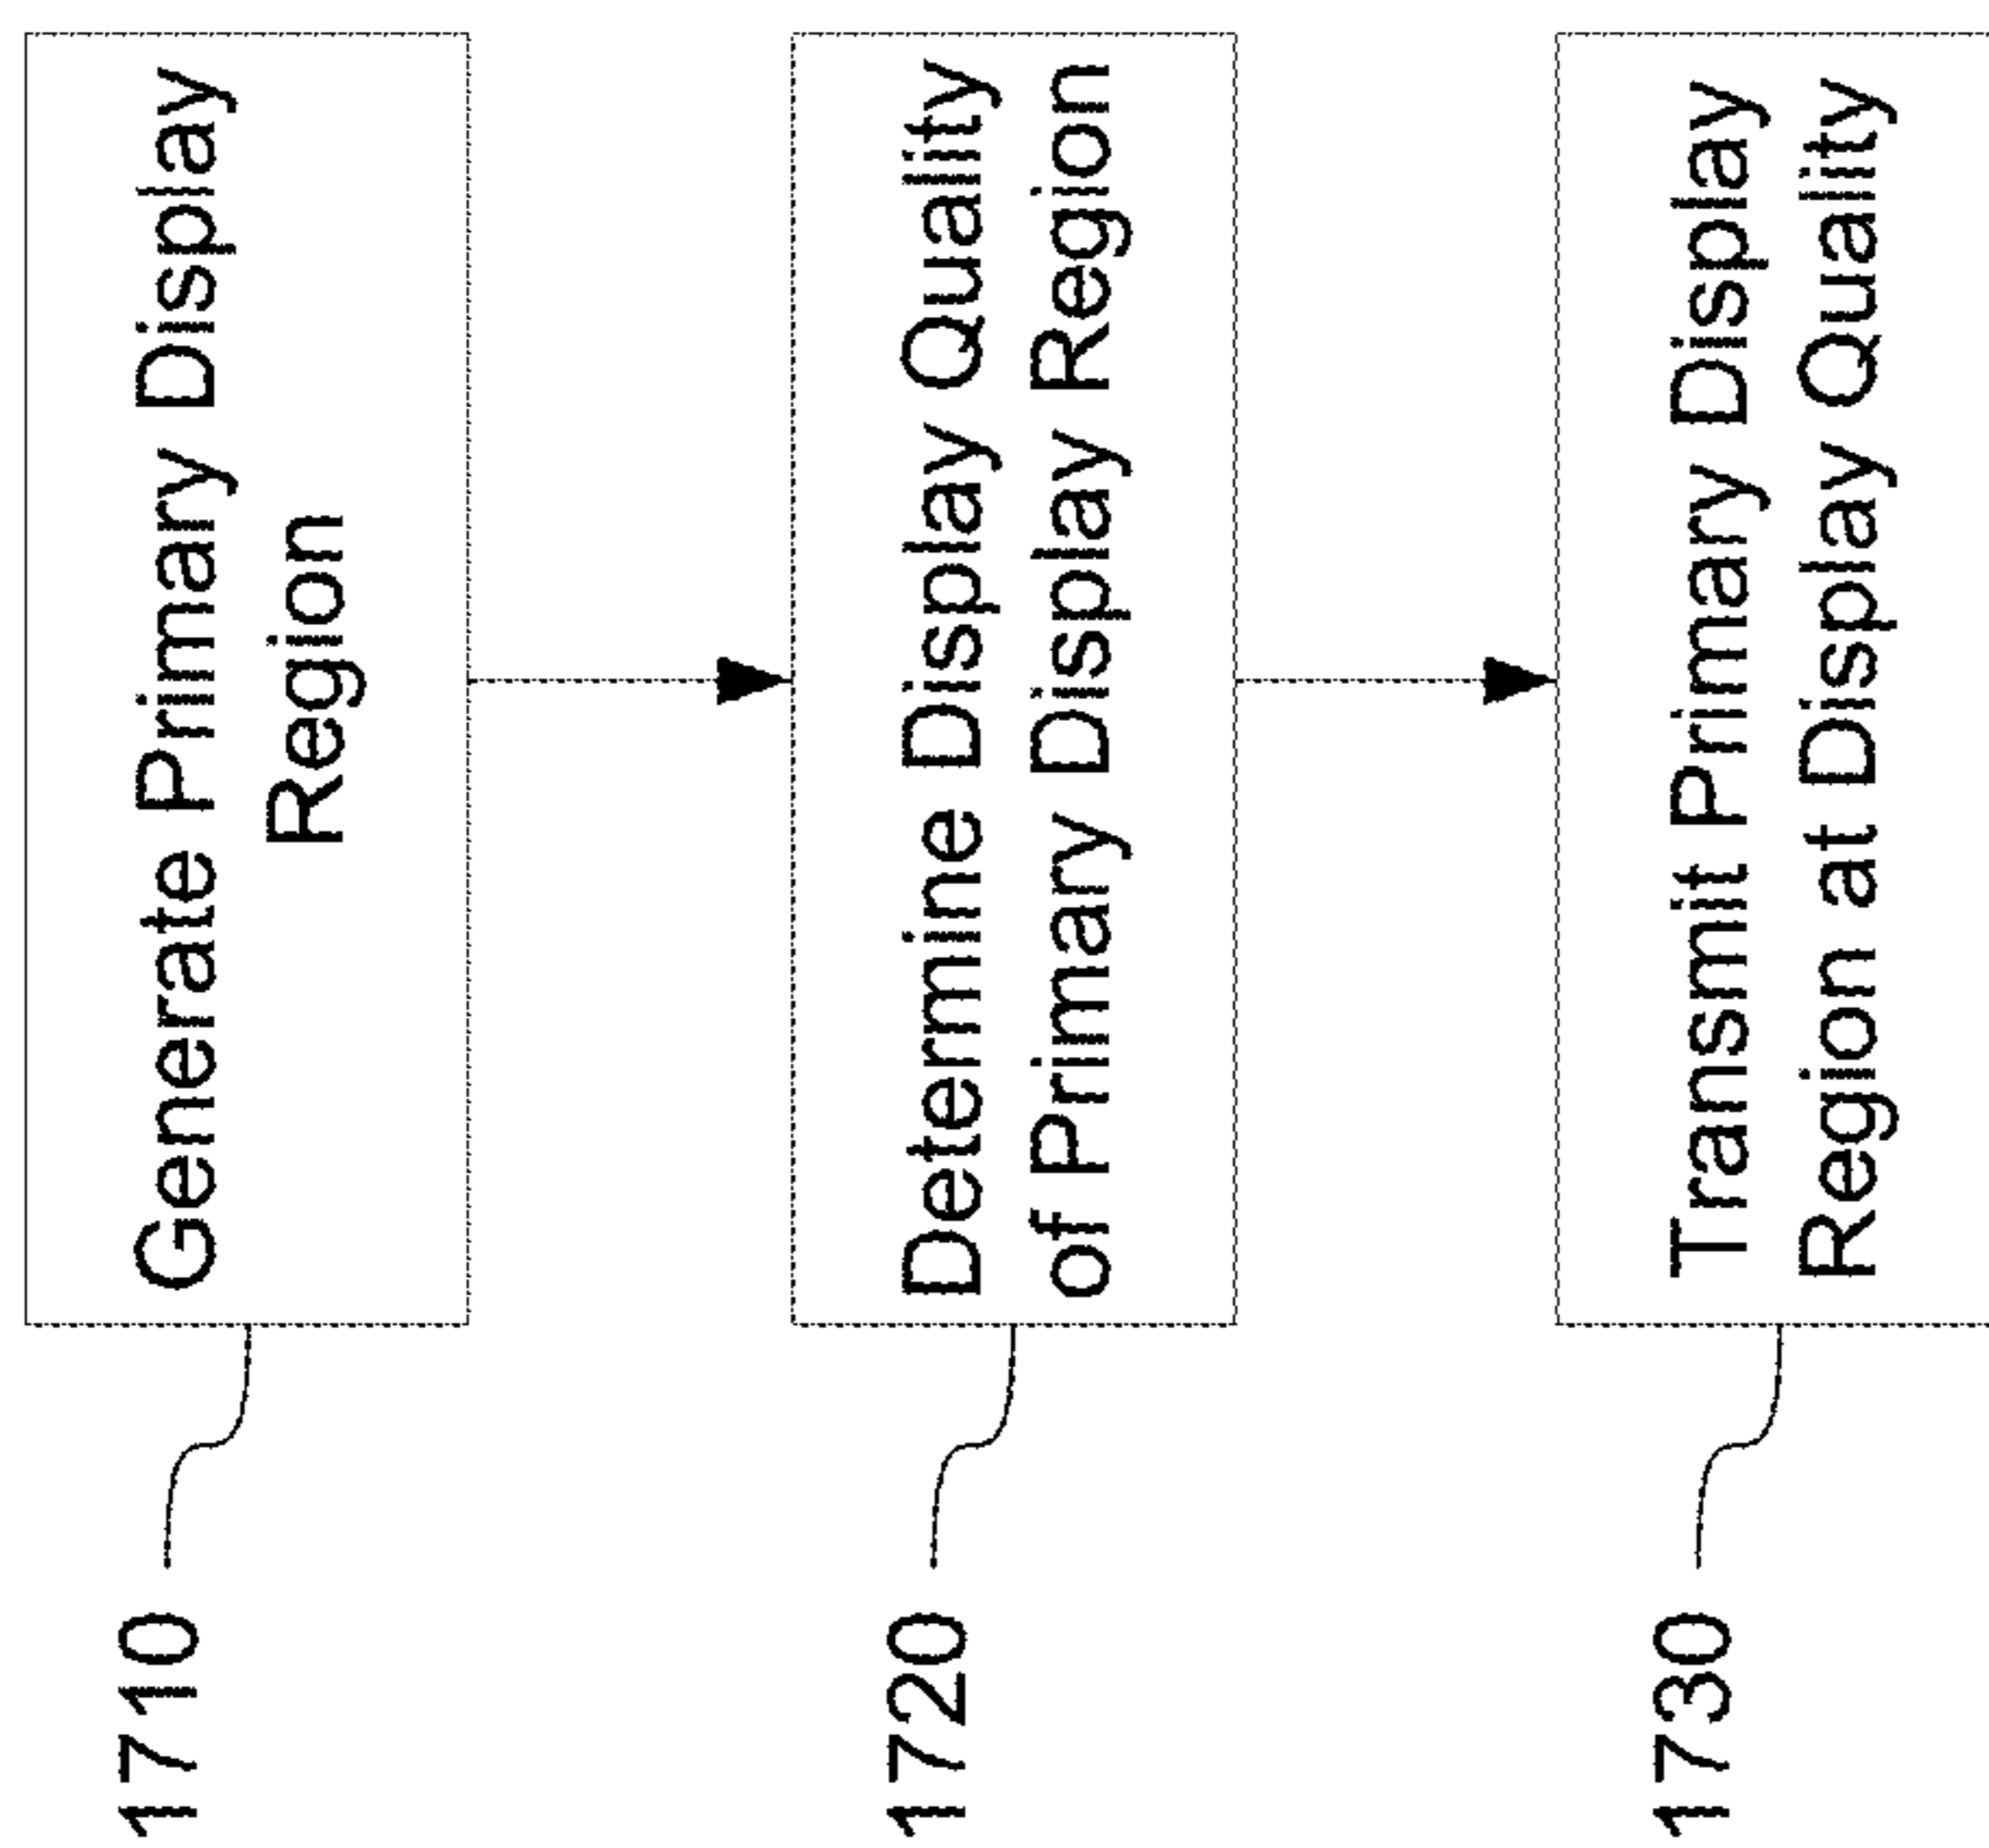 1710
Generate Primary Display
Region
1720
Determine Display Quality
of Primary Display Region
1730
Transmit Primary Display
Region at Display Quality